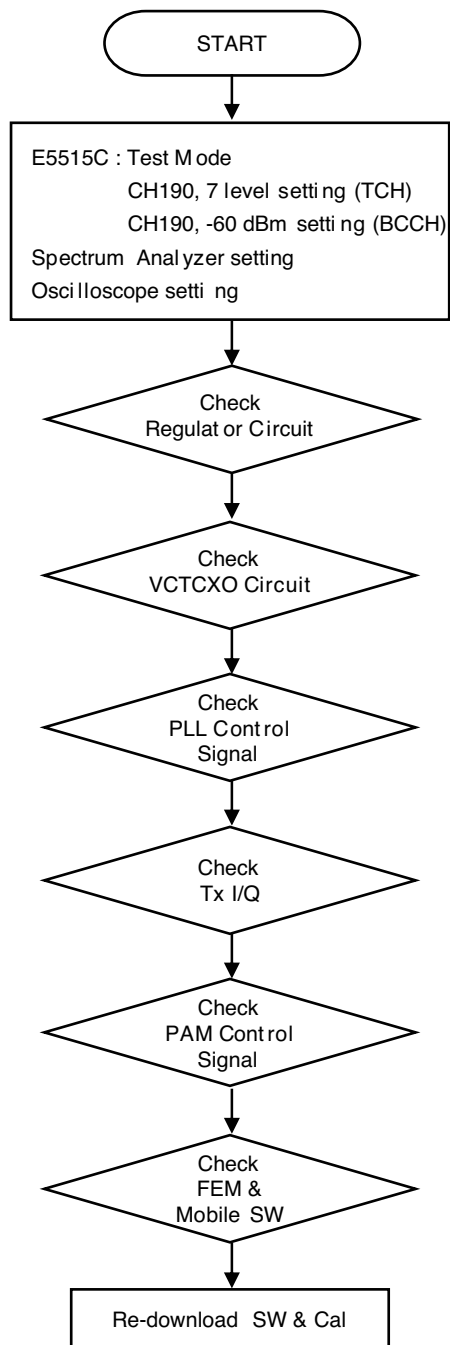 START
E5515C : Test Mode
CH190, 7 level setting (TCH)
CH190, -60 dBm setting (BCCH)
Spectrum Analyzer setting
Oscilloscope setting
Check
Regulator Circuit
Check
VCTCXO Circuit
Check
PLL Control
Signal
Check
Tx I/Q
Check
PAM Control
Signal
Check
FEM &
Mobile SW
Re-download SW & Cal